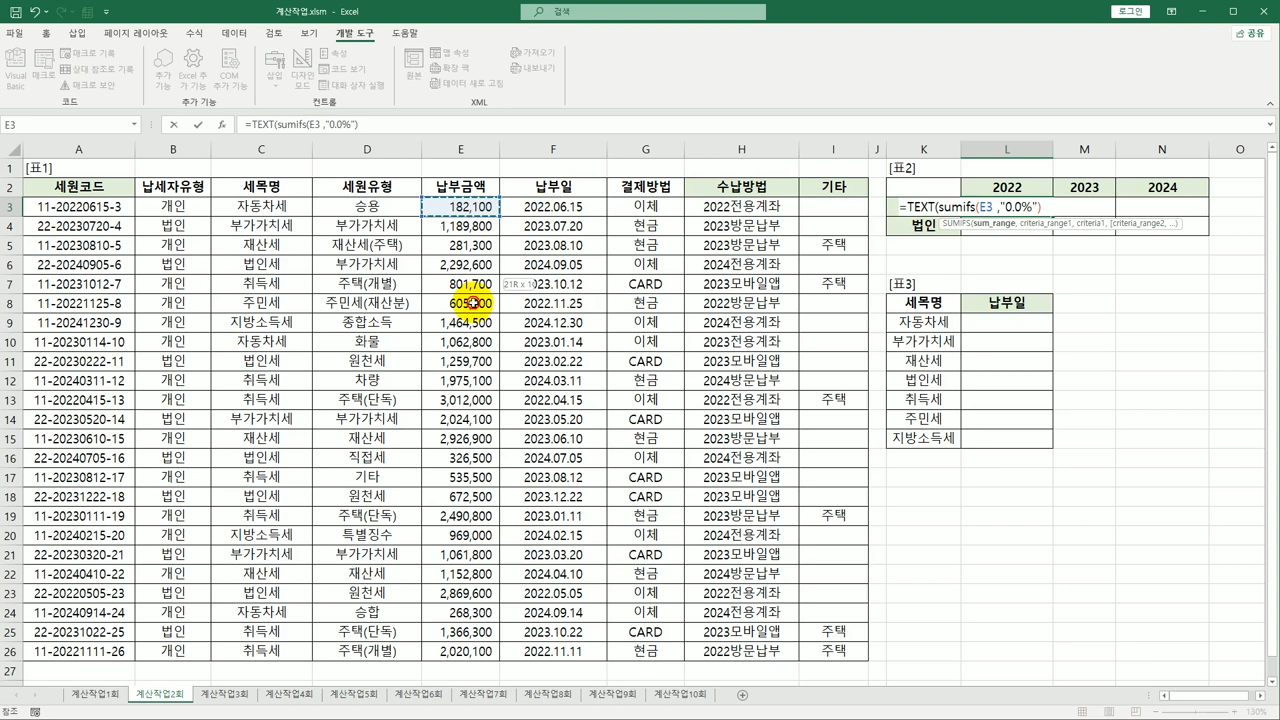 계산작업.xlsm - Excel
검색
로그인
파일 홈 삽입 페이지 레이아웃 수식 데이터 검토 보기 개발 도구 도움말
공유
Visual Basic
매크로
매크로 기록
상대 참조로 기록
매크로 보안
추가 기능
Excel 추가 기능
COM 추가 기능
삽입
디자인 모드
속성
코드 보기
대화 상자 실행
원본
맵 속성
확장 팩
데이터 새로 고침
가져오기
내보내기
코드 추가 기능 컨트롤 XML
E3 =TEXT(sumifs(E3 ,"0.0%")
A B C D E F G H I J K L M N O
1 [표1] [표2]
2 세원코드 납세자유형 세목명 세원유형 납부금액 납부일 결제방법 수납방법 기타 2022 2023 2024
3 11-20220615-3 개인 자동차세 승용 182,100 2022.06.15 이체 2022전용계좌 =TEXT(sumifs(E3 ,"0.0%")
4 22-20230720-4 법인 부가가치세 부가가치세 1,189,800 2023.07.20 현금 2023방문납부 법인 SUMIFS(sum_range, criteria_range1, criteria1, [criteria_range2, ...)
5 11-20230810-5 개인 재산세 재산세(주택) 281,300 2023.08.10 현금 2023방문납부 주택
6 22-20240905-6 법인 법인세 부가가치세 2,292,600 2024.09.05 이체 2024전용계좌
7 11-20231012-7 개인 취득세 주택(개별) 801,700 2023.10.12 CARD 2023방문납부 주택 [표3]
8 11-20221125-8 개인 주민세 주민세(재산분) 2022.11.25 현금 2022방문납부 세목명 납부일
9 11-20241230-9 개인 지방소득세 종합소득 1,464,500 2024.12.30 이체 2024전용계좌 자동차세
10 11-20230114-10 개인 자동차세 화물 1,062,800 2023.01.14 이체 2023전용계좌 부가가치세
11 22-20230222-11 법인 법인세 원천세 1,259,700 2023.02.22 CARD 2023모바일앱 재산세
12 11-20240311-12 개인 취득세 차량 1,975,100 2024.03.11 현금 2024방문납부 법인세
13 11-20220415-13 개인 취득세 주택(단독) 3,012,000 2022.04.15 이체 2022전용계좌 주택 취득세
14 22-20230520-14 법인 부가가치세 부가가치세 2,024,100 2023.05.20 CARD 2023모바일앱 주민세
15 11-20230610-15 개인 재산세 재산세 2,926,900 2023.06.10 현금 2023방문납부 지방소득세
16 22-20240705-16 법인 법인세 직접세 326,500 2024.07.05 이체 2024전용계좌
17 11-20230812-17 개인 취득세 기타 535,500 2023.08.12 CARD 2023모바일앱
18 22-20231222-18 법인 법인세 원천세 672,500 2023.12.22 CARD 2023모바일앱
19 11-20230111-19 개인 취득세 주택(단독) 2,490,800 2023.01.11 현금 2023방문납부 주택
20 11-20240215-20 개인 지방소득세 특별징수 969,000 2024.02.15 이체 2024전용계좌
21 22-20230320-21 법인 부가가치세 부가가치세 1,061,800 2023.03.20 CARD 2023모바일앱
22 11-20240410-22 개인 재산세 재산세 1,152,800 2024.04.10 현금 2024방문납부
23 22-20220505-23 법인 법인세 원천세 2,869,600 2022.05.05 이체 2022전용계좌
24 11-20240914-24 개인 자동차세 승합 268,300 2024.09.14 이체 2024전용계좌
25 22-20231022-25 법인 취득세 주택(단독) 1,366,300 2023.10.22 CARD 2023모바일앱 주택
26 11-20221111-26 개인 취득세 주택(개별) 2,020,100 2022.11.11 현금 2022방문납부 주택
27
계산작업1회 계산작업2회 계산작업3회 계산작업4회 계산작업5회 계산작업6회 계산작업7회 계산작업8회 계산작업9회 계산작업10회
참조 130%